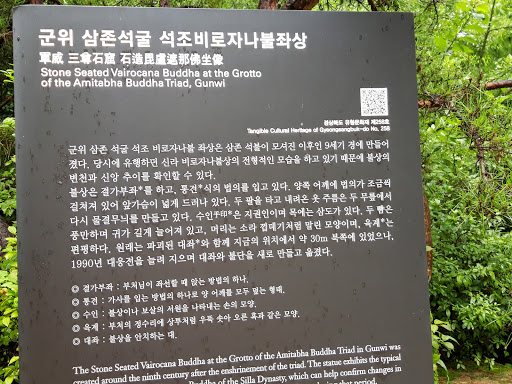 군위 삼존석굴 석조비로자나불좌상
軍威 三尊石窟 石造毘盧遮那佛坐像
Stone Seated Vairocana Buddha at the Grotto
of the Amitabha Buddha Triad, Gunwi
경상북도 유형문화재 제258호
Tangible Cultural Heritage of Gyeongsangbuk-do No. 258
군위 삼존 석굴 석조 비로자나불 좌상은 삼존 석불이 모셔진 이후인 9세기 경에 만들어
졌다. 당시에 유행하던 신라 비로자나불상의 전형적인 모습을 하고 있기 때문에 불상의
변천과 신앙 추이를 확인할 수 있다.
불상은 결가부좌*를 하고, 통견*식의 법의를 입고 있다. 양쪽 어깨에 법의가 조금씩
걸쳐져 있어 앞가슴이 넓게 드러나 있다. 두 팔을 타고 내려온 옷 주름은 두 무릎에서
다시 물결무늬를 만들고 있다. 수인手印*은 지권인이며 목에는 삼도가 있다. 두 뺨은
풍만하며 귀가 길게 늘어져 있고, 머리는 소라 껍데기처럼 말린 모양이며, 육계*는
편평하다. 원래는 파괴된 대좌*와 함께 지금의 위치에서 약 30m 북쪽에 있었으나,
1990년 대웅전을 늘려 지으며 대좌와 불단을 새로 만들고 옮겼다.
◎ 결가부좌 : 부처님이 좌선할 때 앉는 방법의 하나.
◎ 통견 : 가사를 입는 방법의 하나로 양 어깨를 모두 덮는 형태.
◎ 수인 : 불상이나 보살의 서원을 나타내는 손의 모양.
◎ 육계 : 부처의 정수리에 상투처럼 우뚝 솟아 오른 혹과 같은 모양.
◎ 대좌 : 불상을 안치하는 대.
The Stone Seated Vairocana Buddha at the Grotto of the Amitabha Buddha Triad in Gunwi was
created around the ninth century after the enshrinement of the triad. The statue exhibits the typical
Buddha of the Silla Dynasty, which can help confirm changes in
during that period.